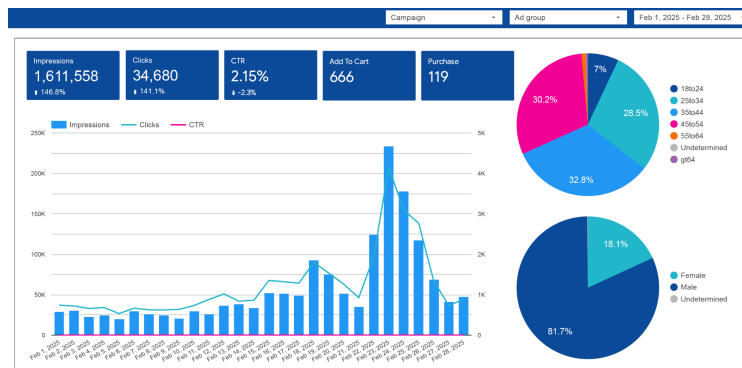 Campaign
Ad group
Feb 1, 2025 - Feb 28, 2025
Impressions
1,611,558
146.8%
Clicks
34,680
141.1%
CTR
2.15%
-2.3%
Add To Cart
666
Purchase
119
Impressions
Clicks
CTR
250K
200K
150K
100K
50K
0
5K
4K
3K
2K
1K
0
Feb 1, 2025
Feb 2, 2025
Feb 3, 2025
Feb 4, 2025
Feb 5, 2025
Feb 6, 2025
Feb 7, 2025
Feb 8, 2025
Feb 9, 2025
Feb 10, 2025
Feb 11, 2025
Feb 12, 2025
Feb 13, 2025
Feb 14, 2025
Feb 15, 2025
Feb 16, 2025
Feb 17, 2025
Feb 18, 2025
Feb 19, 2025
Feb 20, 2025
Feb 21, 2025
Feb 22, 2025
Feb 23, 2025
Feb 24, 2025
Feb 25, 2025
Feb 26, 2025
Feb 27, 2025
Feb 28, 2025
7%
28.5%
32.8%
30.2%
18to24
25to34
35to44
45to54
55to64
Undetermined
gt64
18.1%
81.7%
Female
Male
Undetermined